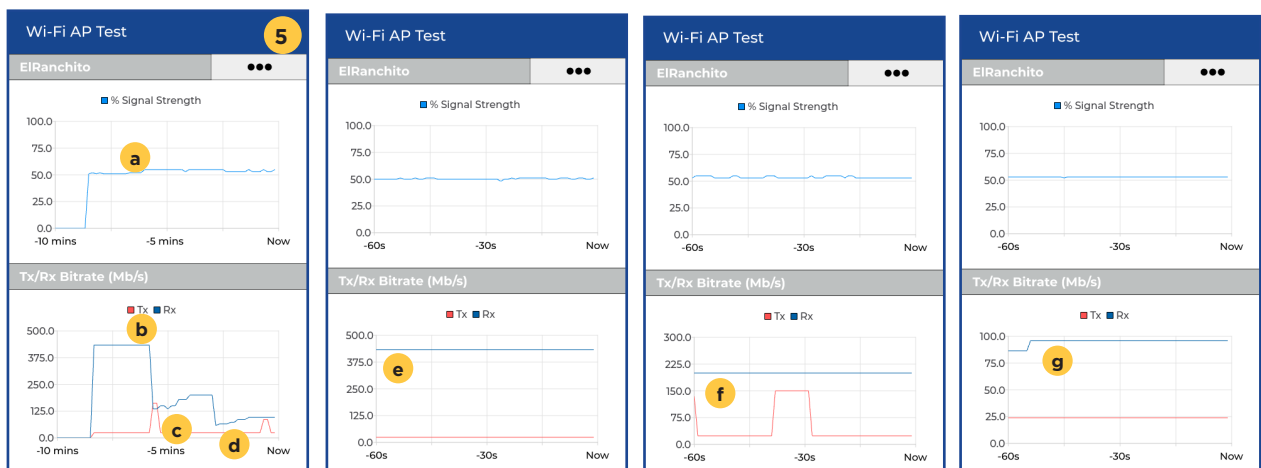 Wi-Fi AP Test
5
ElRanchito
% Signal Strength
100.0
75.0
50.0
25.0
0.0
-10 mins
-5 mins
Now
a
Tx/Rx Bitrate (Mb/s)
Tx
Rx
500.0
375.0
250.0
125.0
0.0
-10 mins
-5 mins
Now
b
c
d
Wi-Fi AP Test
ElRanchito
% Signal Strength
100.0
75.0
50.0
25.0
0.0
-60s
-30s
Now
Tx/Rx Bitrate (Mb/s)
Tx
Rx
500.0
375.0
250.0
125.0
0.0
-60s
-30s
Now
e
Wi-Fi AP Test
ElRanchito
% Signal Strength
100.0
75.0
50.0
25.0
0.0
-60s
-30s
Now
Tx/Rx Bitrate (Mb/s)
Tx
Rx
300.0
225.0
150.0
75.0
0.0
-60s
-30s
Now
f
Wi-Fi AP Test
ElRanchito
% Signal Strength
100.0
75.0
50.0
25.0
0.0
-60s
-30s
Now
Tx/Rx Bitrate (Mb/s)
Tx
Rx
100.0
75.0
50.0
25.0
0.0
-60s
-30s
Now
g